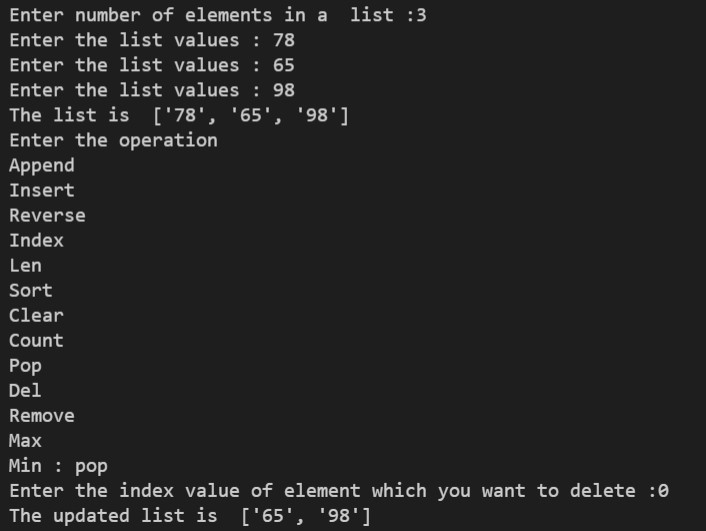 Enter number of elements in a  list :3
Enter the list values : 78
Enter the list values : 65
Enter the list values : 98
The list is  ['78', '65', '98']
Enter the operation
Append
Insert
Reverse
Index
Len
Sort
Clear
Count
Pop
Del
Remove
Max
Min : pop
Enter the index value of element which you want to delete :0
The updated list is  ['65', '98']